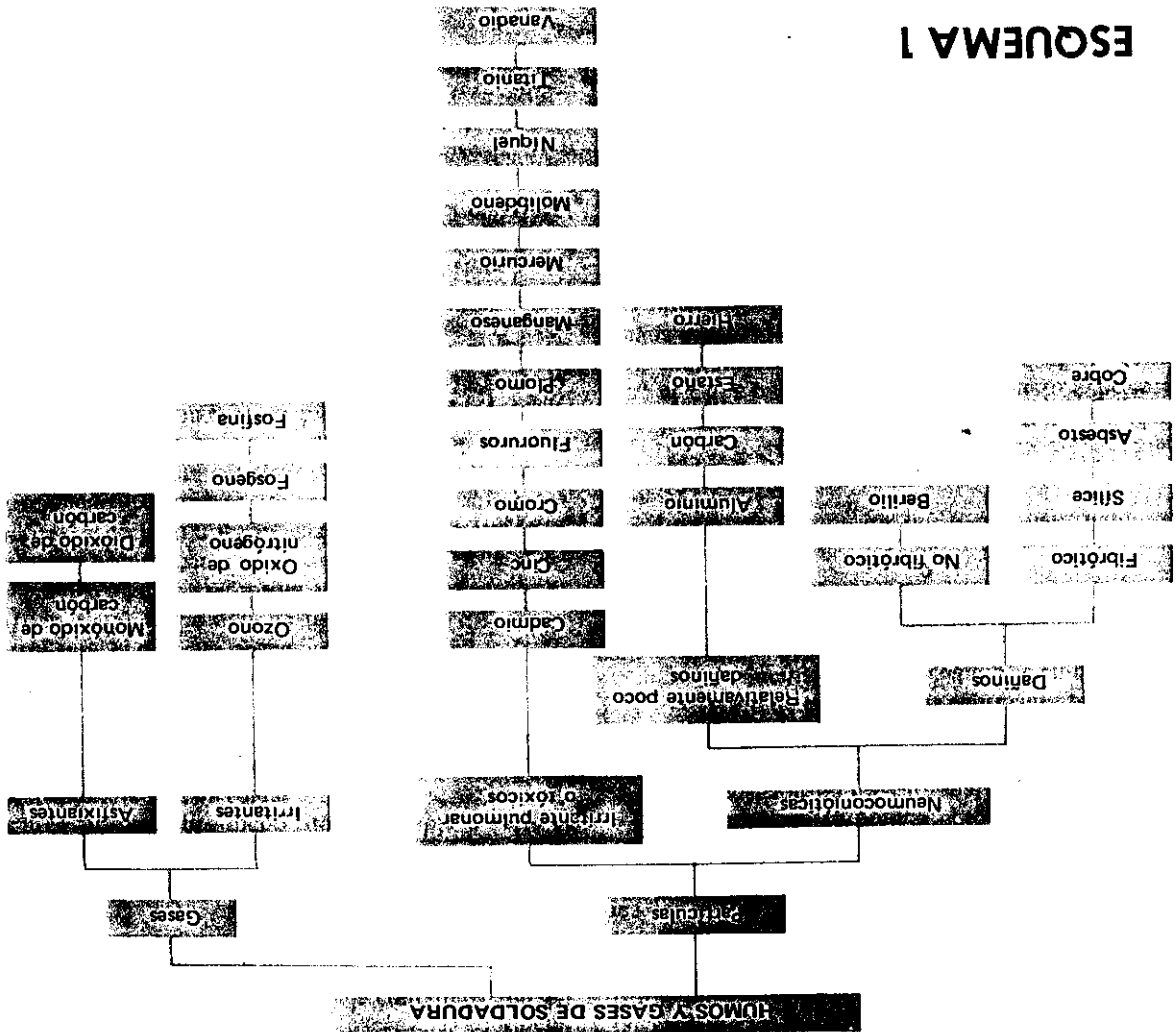 ESQUEMA 1
HUMOS Y GASES DE SOLDADURA
Partículas
Gases
Neumoconióticas
Irritante pulmonar
o tóxicos
Irritantes
Asfixiantes
Dañinos
Relativamente poco
dañinos
Fibrótico
Sílice
Asbesto
Cobre
No fibrótico
Berilio
Aluminio
Carbón
Estaño
Hierro
Cadmio
Cinc
Cromo
Fluoruros
Plomo
Manganeso
Mercurio
Molibdeno
Níquel
Titanio
Vanadio
Ozono
Oxido de
nitrógeno
Fosgeno
Fosfina
Monóxido de
carbón
Dióxido de
carbón